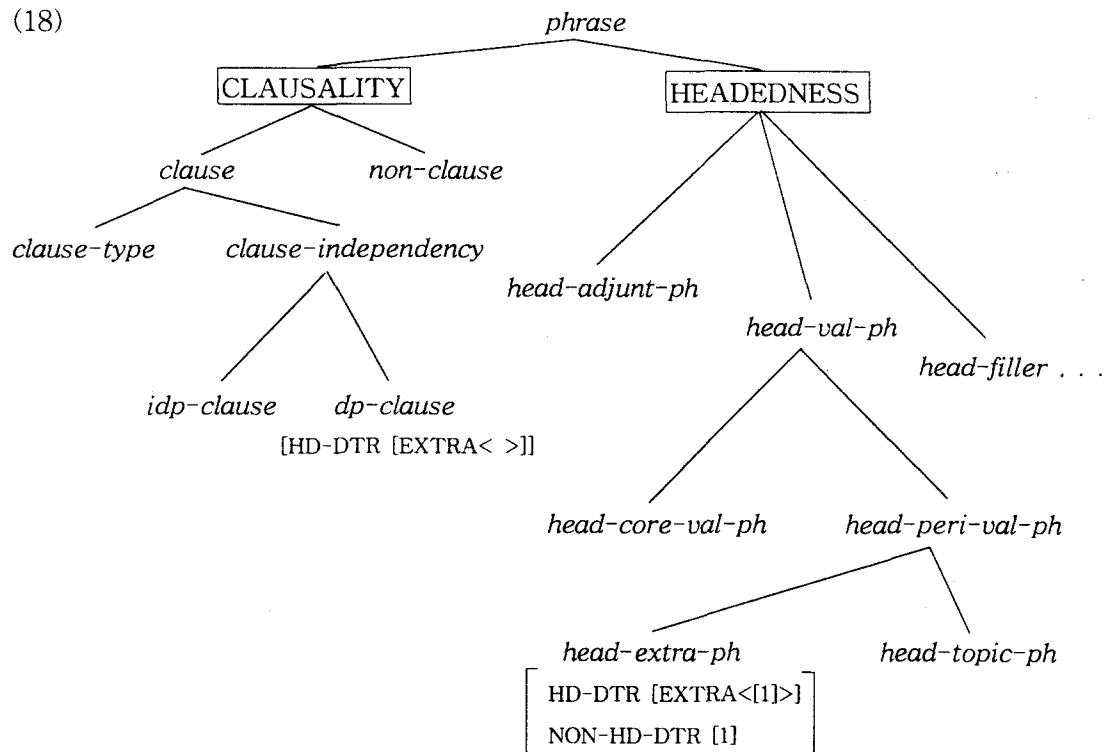 (18)
phrase
CLAUSALITY HEADEDNESS
clause non-clause
clause-type clause-independency
head-adjunt-ph
head-val-ph
head-filler . . .
idp-clause dp-clause
[HD-DTR [EXTRA< >]]
head-core-val-ph head-peri-val-ph
head-extra-ph head-topic-ph
HD-DTR [EXTRA<[1]>]
NON-HD-DTR [1]